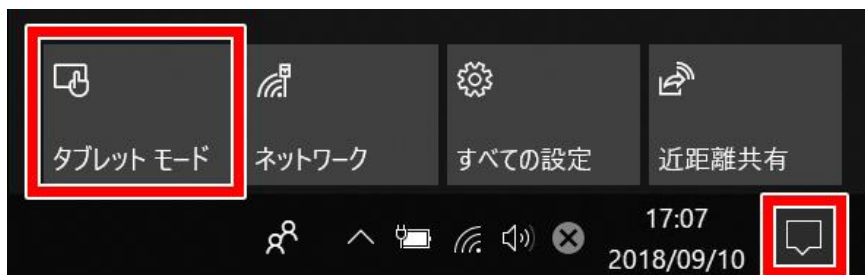 タブレット モード
ネットワーク
すべての設定
近距離共有
17:07
2018/09/10